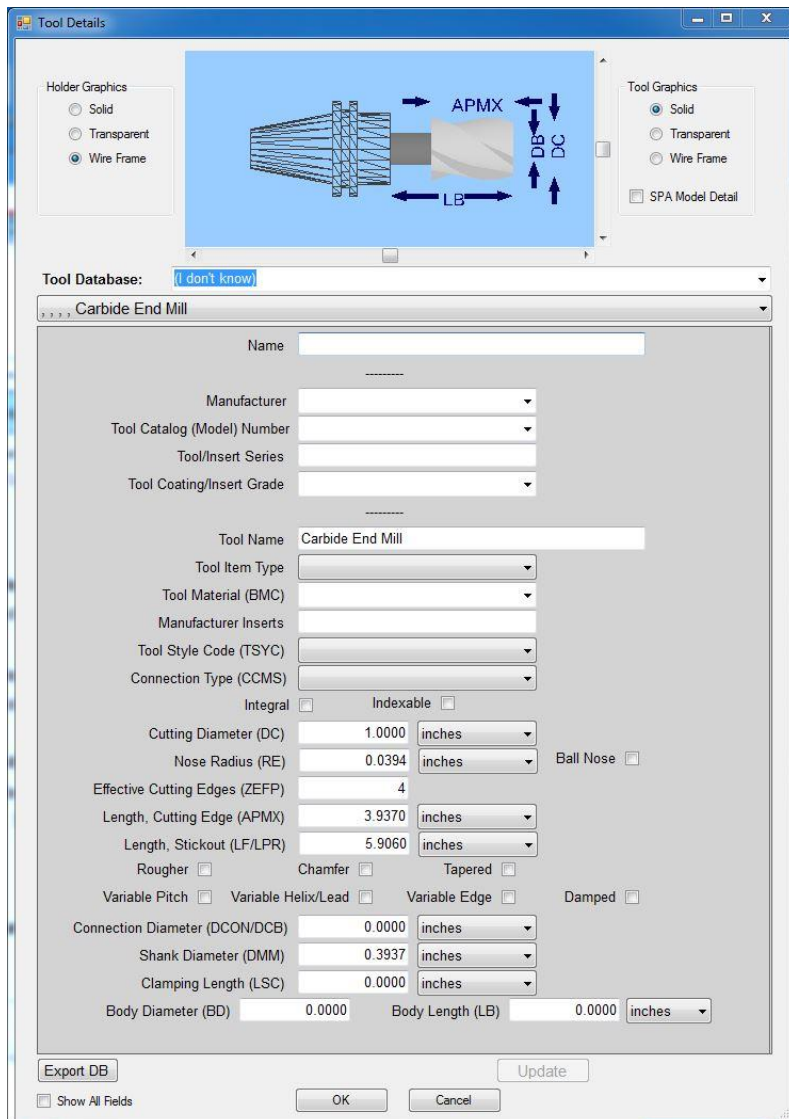 Tool Details
Holder Graphics
Solid
Transparent
Wire Frame
APMX
DB
DC
LB
Tool Graphics
Solid
Transparent
Wire Frame
SPA Model Detail
Tool Database: (I don't know)
, , , , Carbide End Mill
Name
---------
Manufacturer
Tool Catalog (Model) Number
Tool/Insert Series
Tool Coating/Insert Grade
---------
Tool Name Carbide End Mill
Tool Item Type
Tool Material (BMC)
Manufacturer Inserts
Tool Style Code (TSYC)
Connection Type (CCMS)
Integral Indexable
Cutting Diameter (DC) 1.0000 inches
Nose Radius (RE) 0.0394 inches Ball Nose
Effective Cutting Edges (ZEFP) 4
Length, Cutting Edge (APMX) 3.9370 inches
Length, Stickout (LF/LPR) 5.9060 inches
Rougher Chamfer Tapered
Variable Pitch Variable Helix/Lead Variable Edge Damped
Connection Diameter (DCON/DCB) 0.0000 inches
Shank Diameter (DMM) 0.3937 inches
Clamping Length (LSC) 0.0000 inches
Body Diameter (BD) 0.0000 Body Length (LB) 0.0000 inches
Export DB Update
Show All Fields OK Cancel